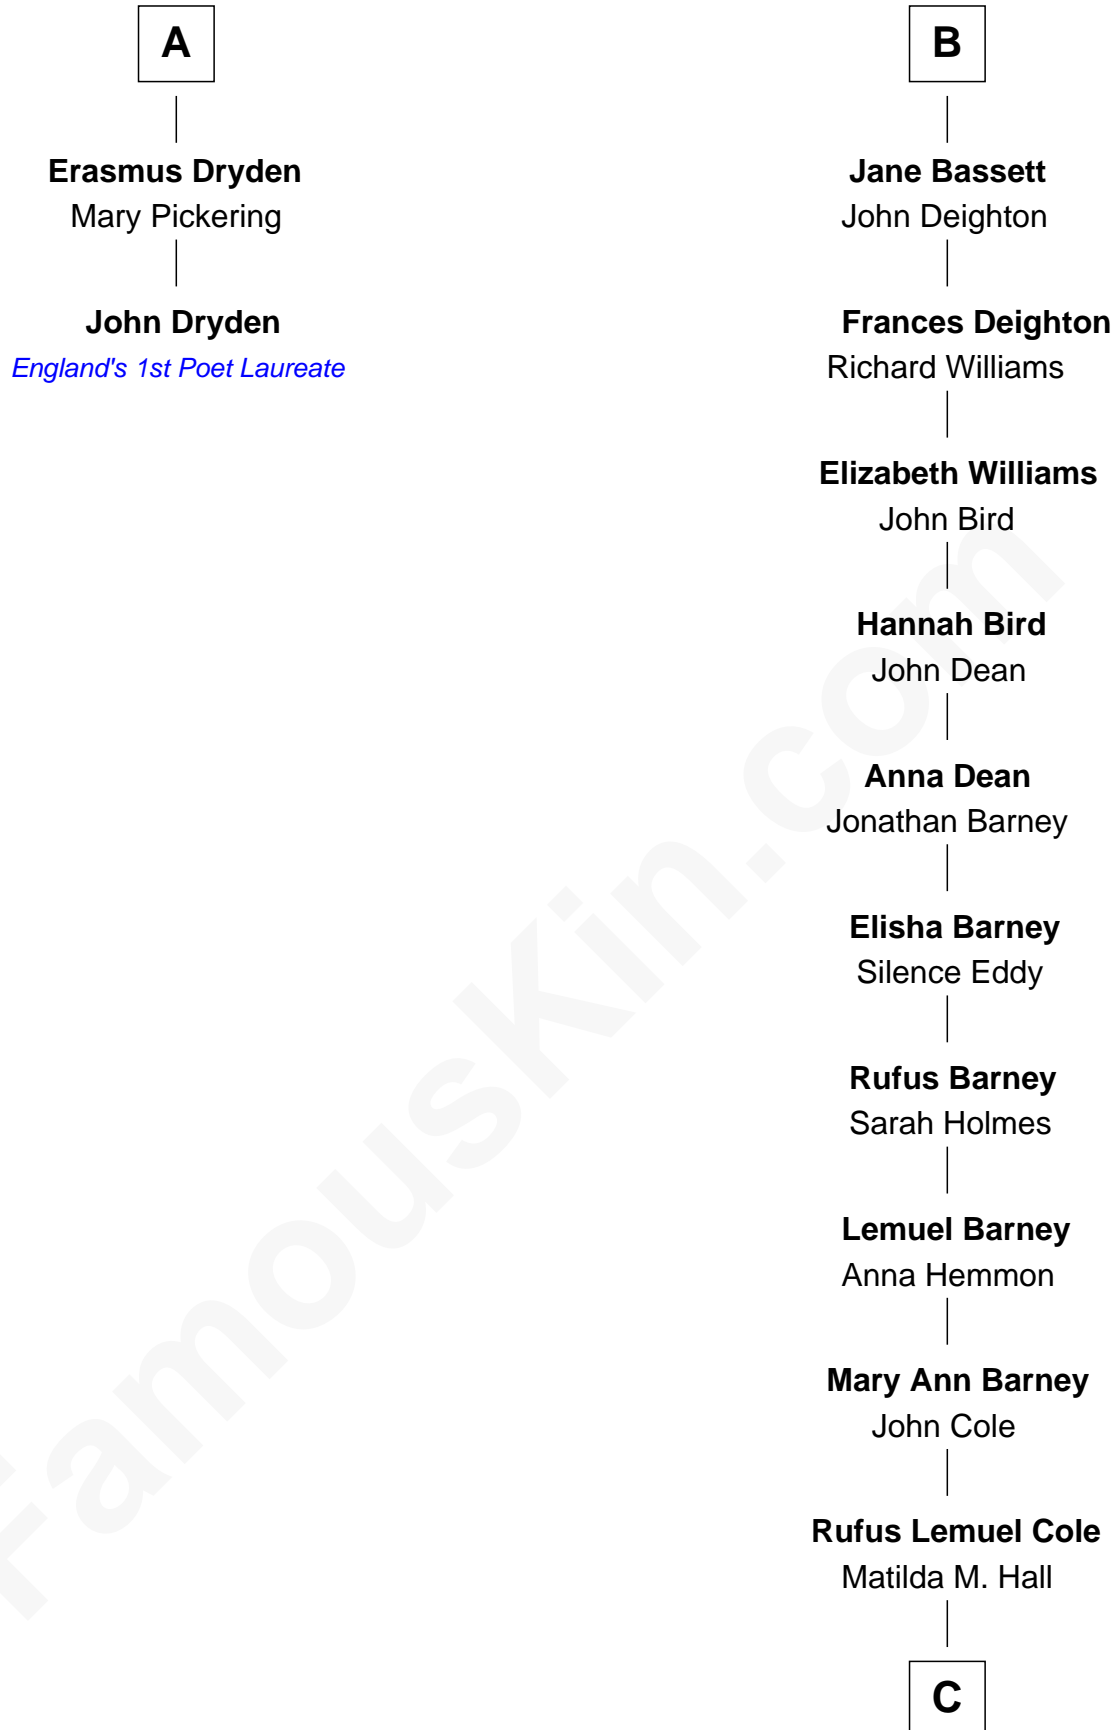 A
Erasmus Dryden
Mary Pickering
John Dryden
England's 1st Poet Laureate
B
Jane Bassett
John Deighton
Frances Deighton
Richard Williams
Elizabeth Williams
John Bird
Hannah Bird
John Dean
Anna Dean
Jonathan Barney
Elisha Barney
Silence Eddy
Rufus Barney
Sarah Holmes
Lemuel Barney
Anna Hemmon
Mary Ann Barney
John Cole
Rufus Lemuel Cole
Matilda M. Hall
C
FamousKin.com